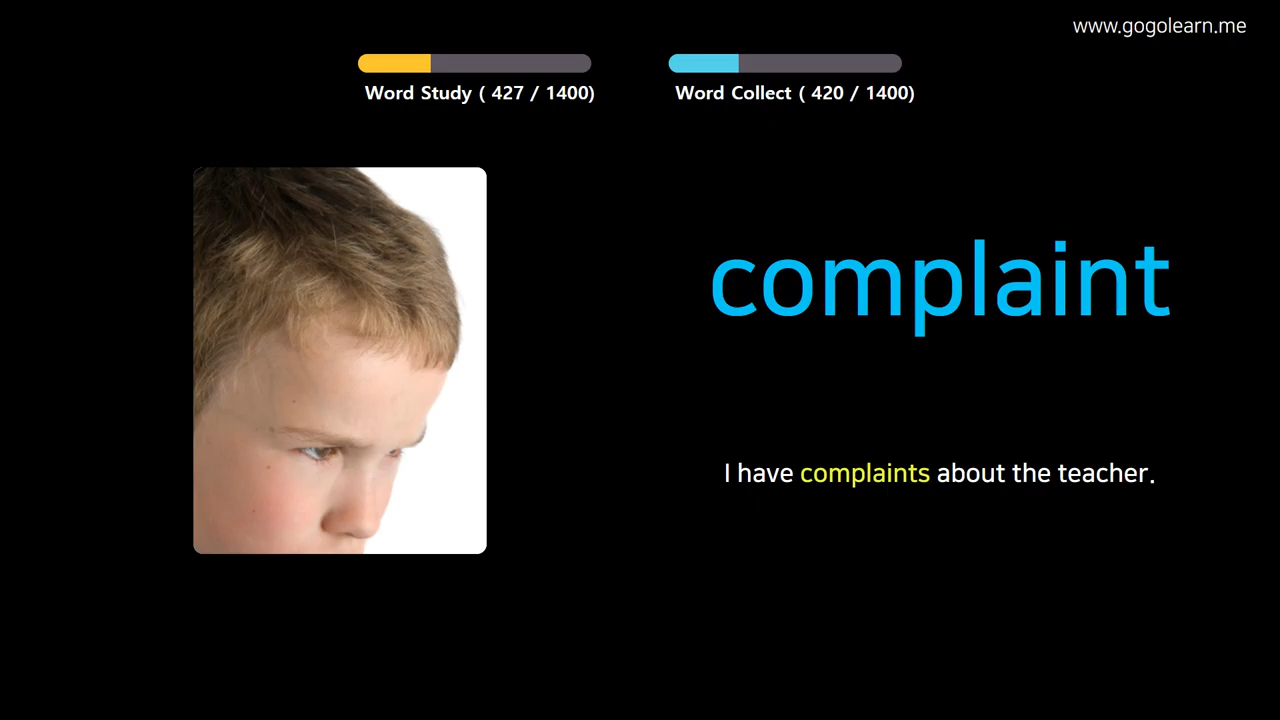 www.gogolearn.me
Word Study ( 427 / 1400)
Word Collect ( 420 / 1400)
complaint
I have complaints about the teacher.